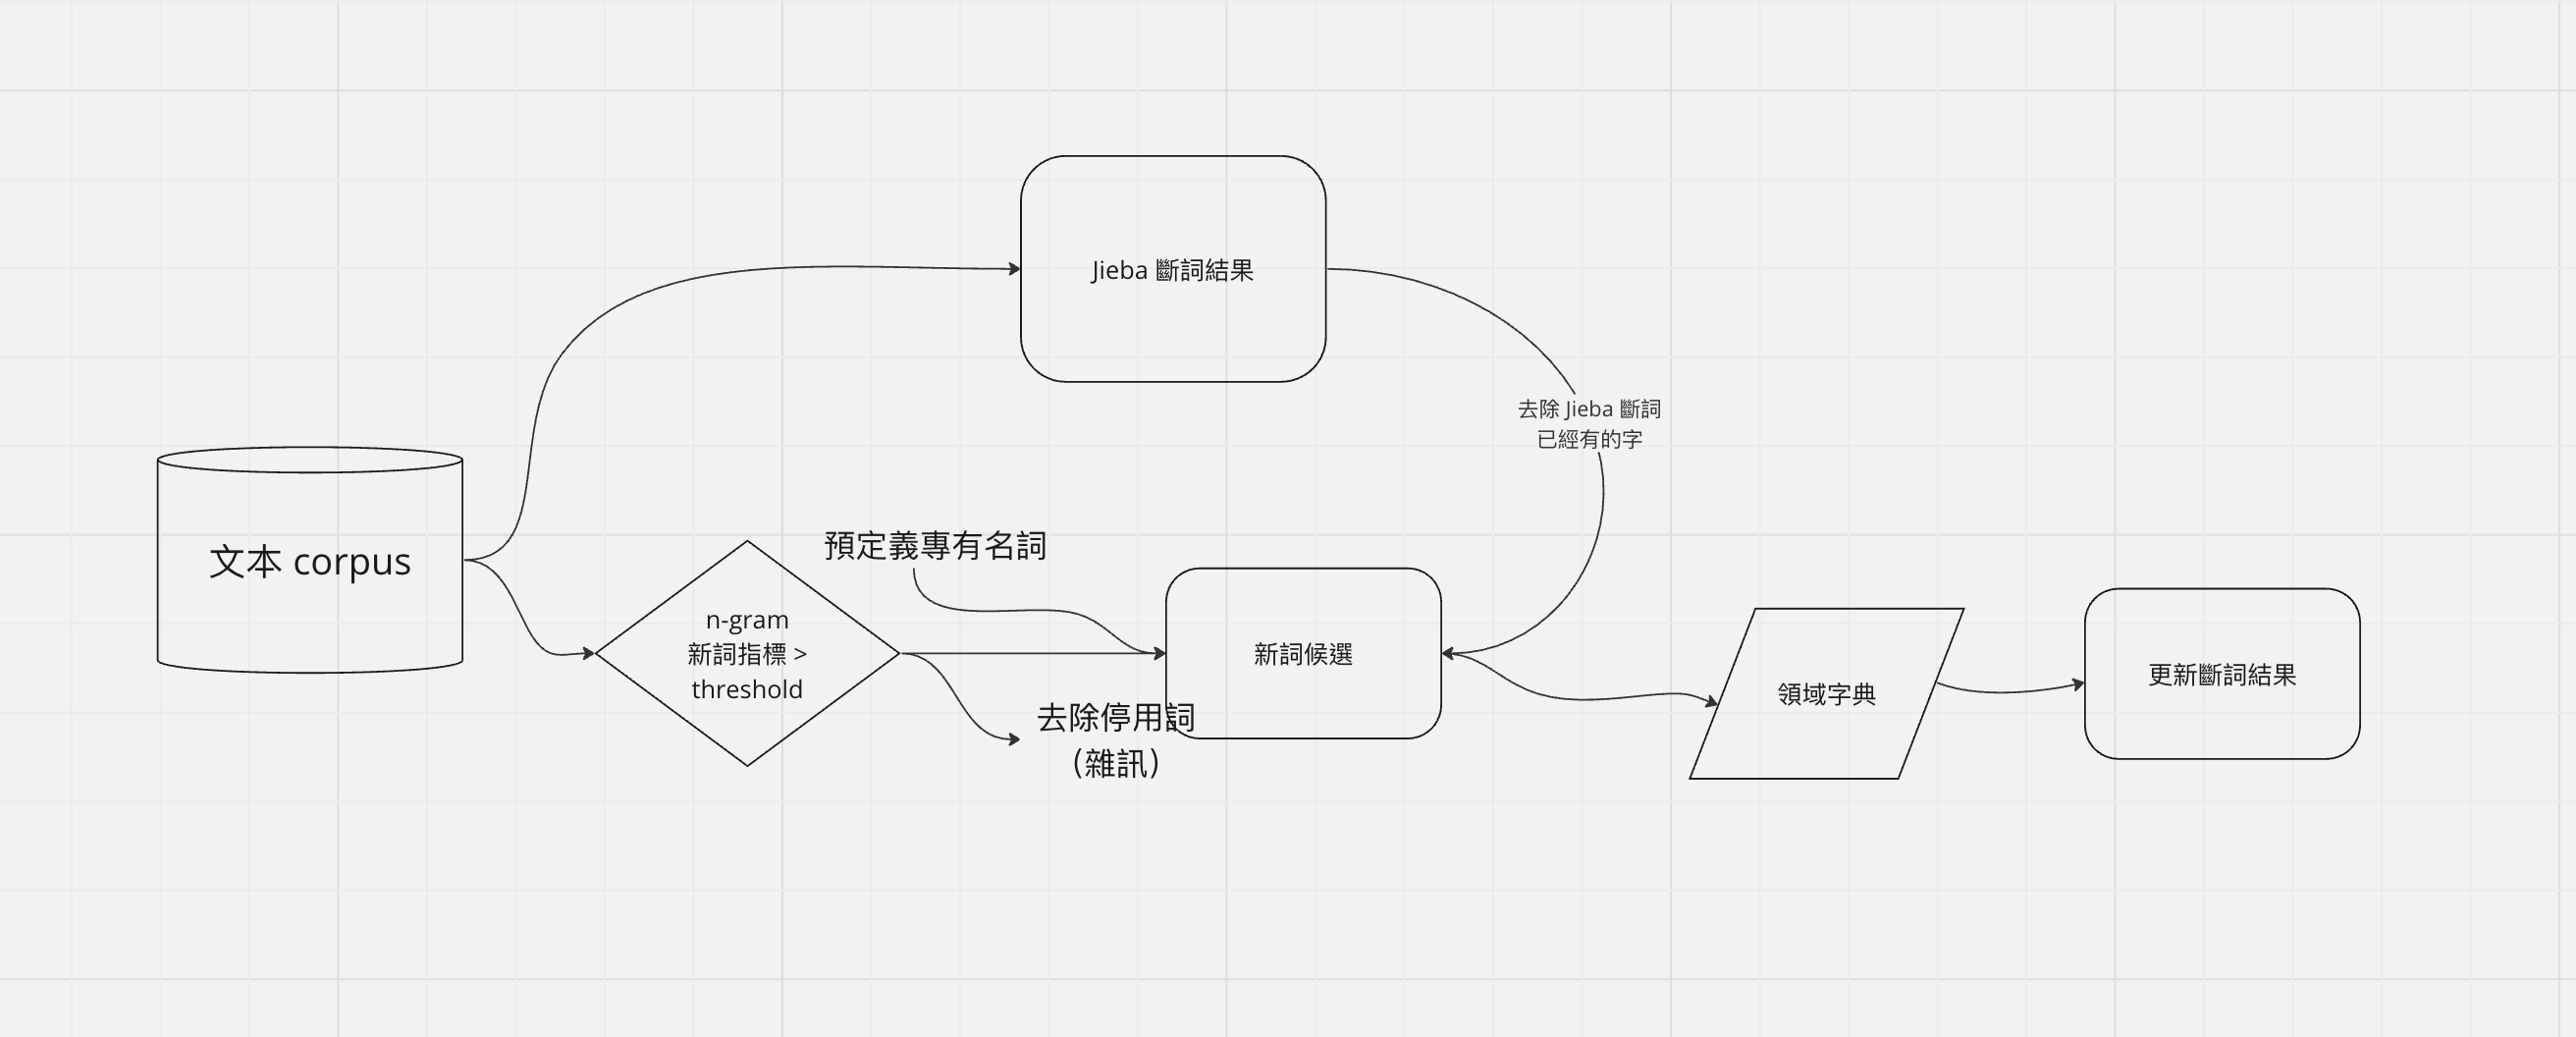 Jieba 斷詞結果
去除 Jieba 斷詞
已經有的字
文本 corpus
預定義專有名詞
n-gram
新詞指標 >
threshold
新詞候選
去除停用詞
(雜訊)
領域字典
更新斷詞結果